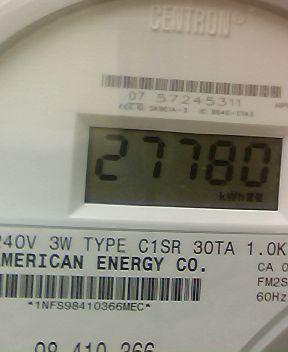 CENTRON
07 57245311
27780
kWh
240V 3W TYPE C1SR 30TA 1.0K
AMERICAN ENERGY CO.
CA 0
FM2S
60Hz
*1NFS98410366MEC*
98 410 366